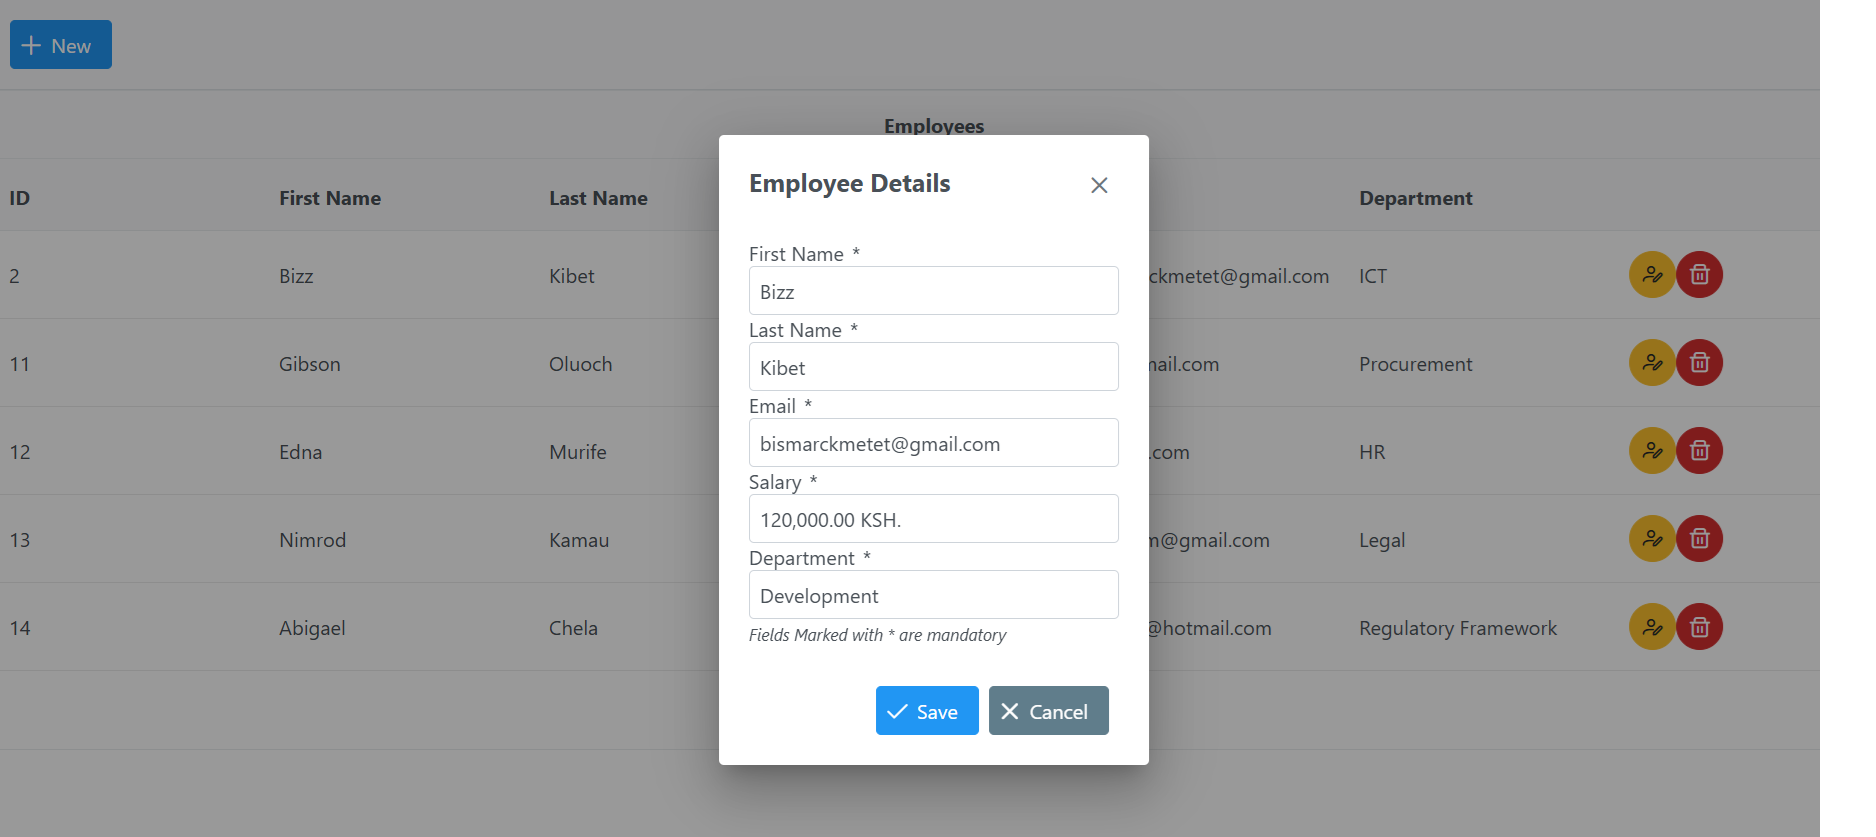 New
Employees
ID First Name Last Name Department
2 Bizz Kibet ckmetet@gmail.com ICT
11 Gibson Oluoch mail.com Procurement
12 Edna Murife .com HR
13 Nimrod Kamau m@gmail.com Legal
14 Abigael Chela @hotmail.com Regulatory Framework
Employee Details
First Name *
Bizz
Last Name *
Kibet
Email *
bismarckmetet@gmail.com
Salary *
120,000.00 KSH.
Department *
Development
Fields Marked with * are mandatory
Save Cancel